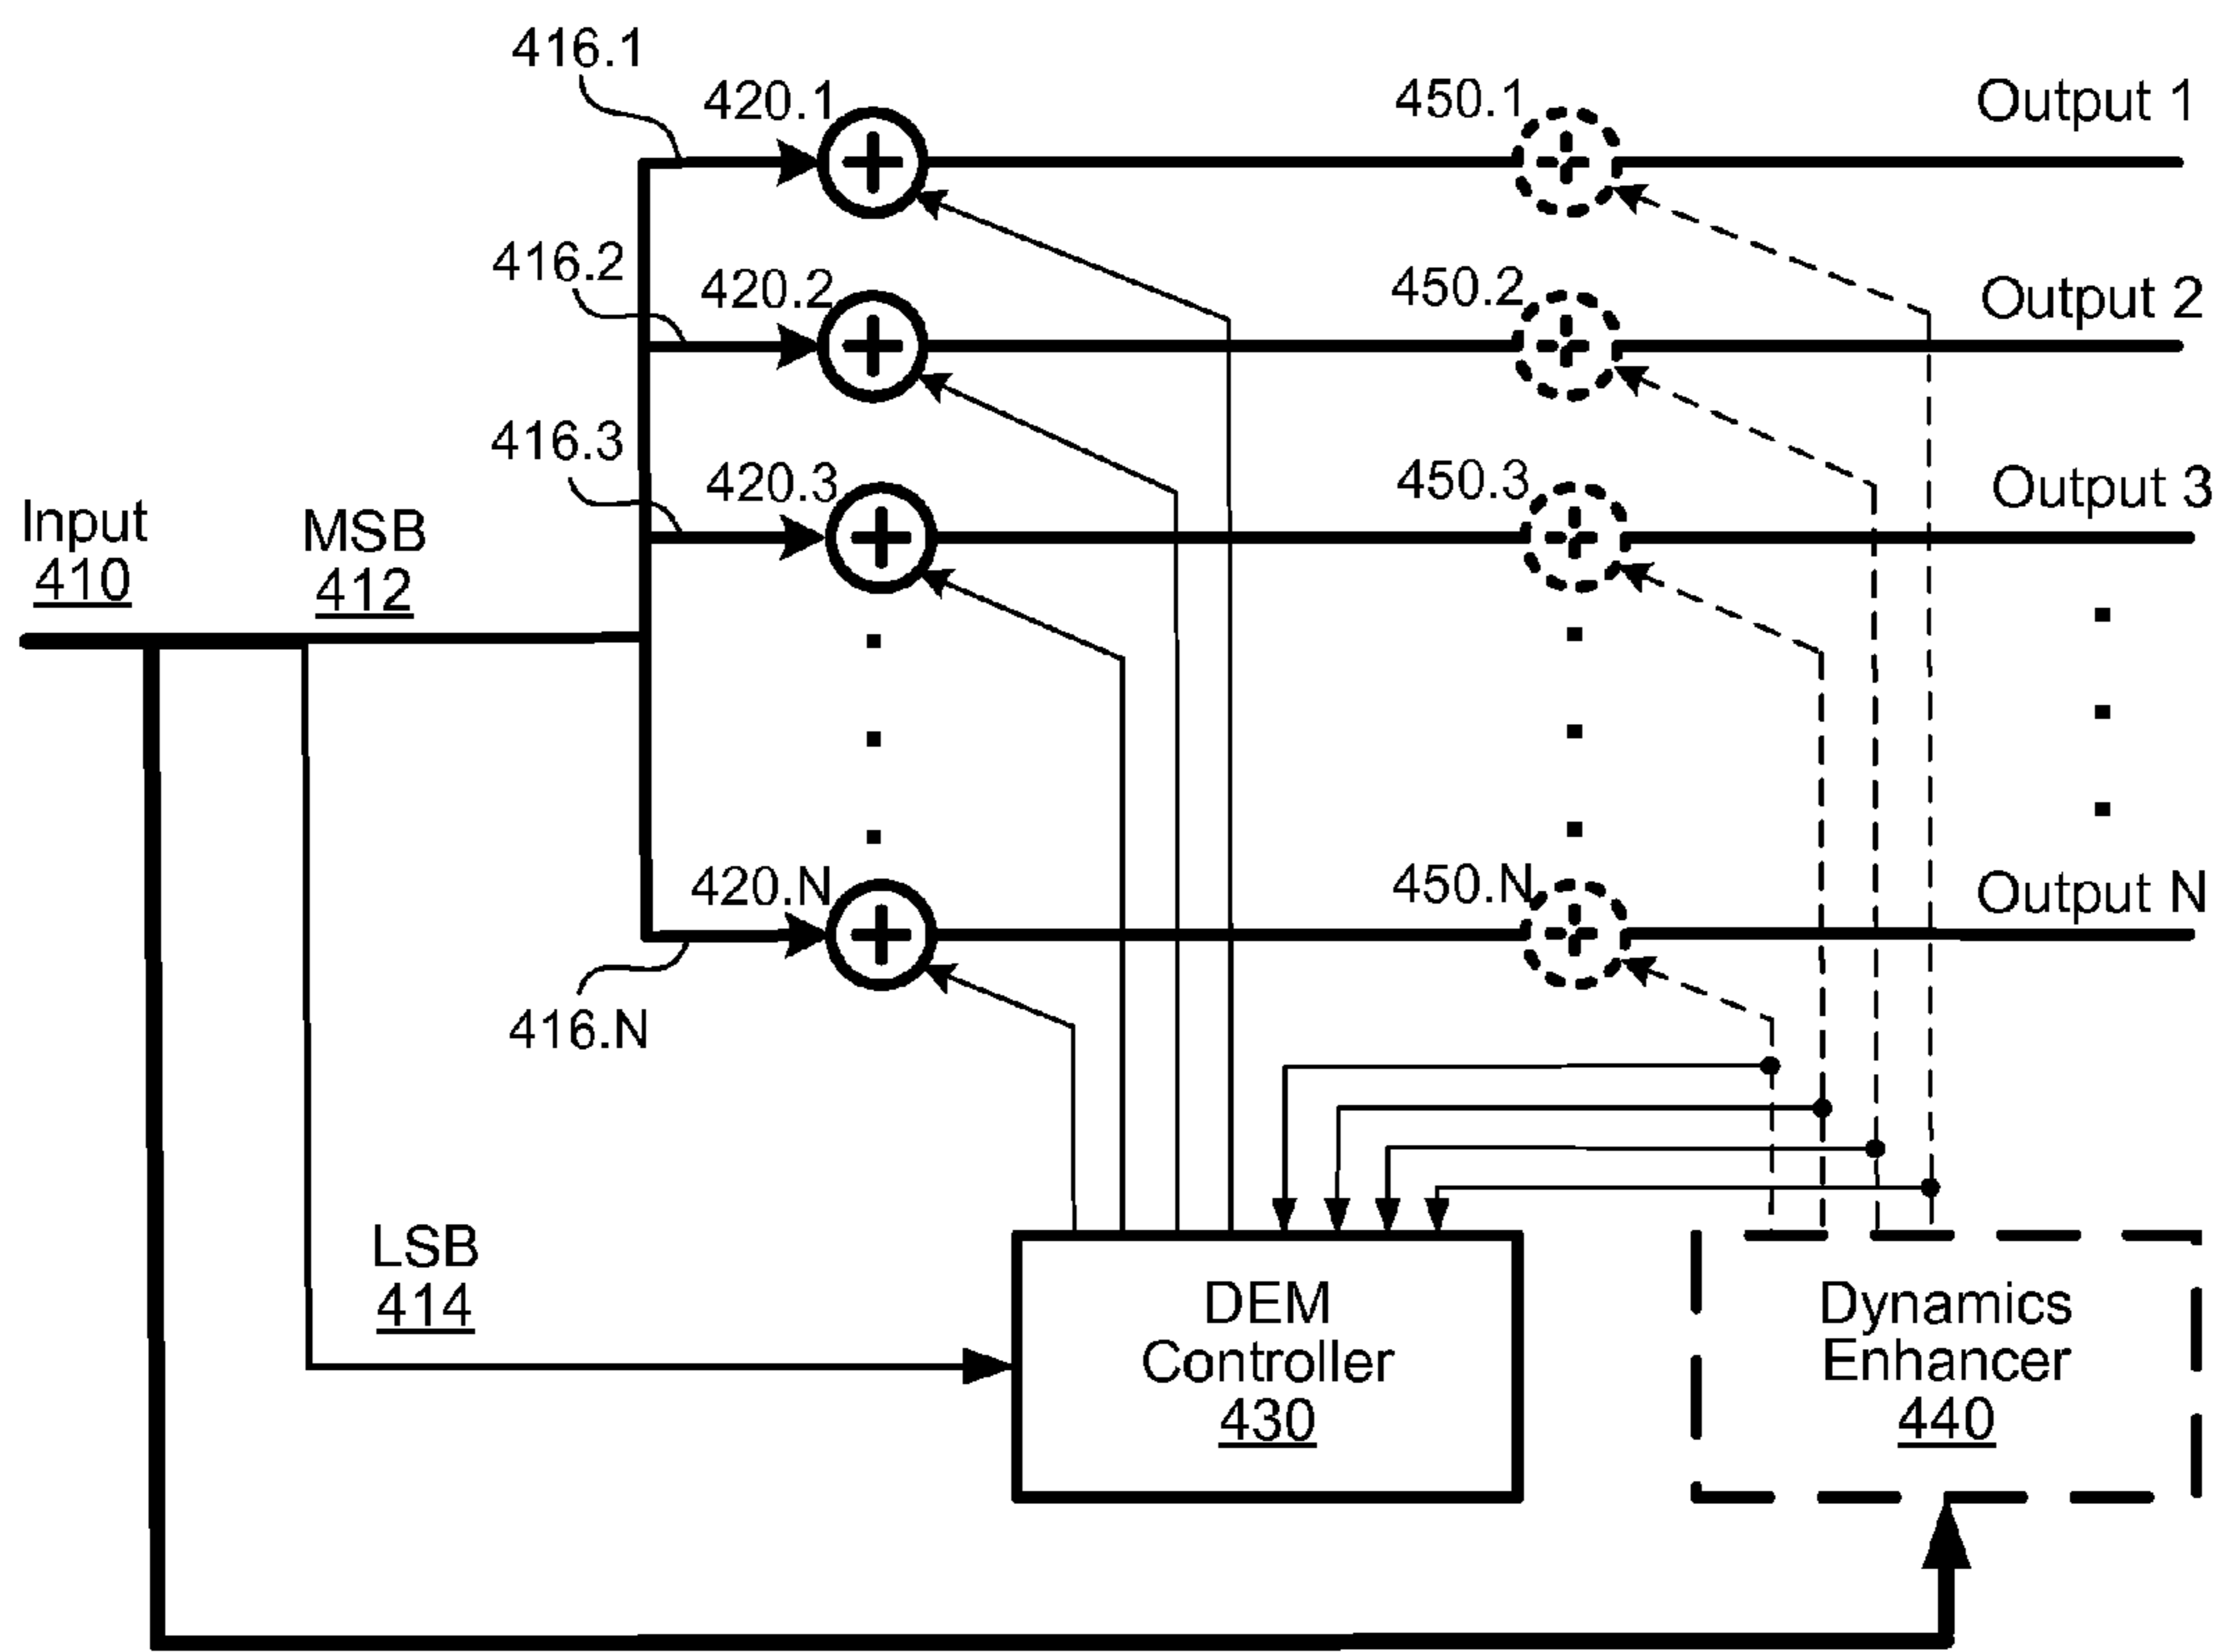 416.1
420.1
450.1
Output 1
416.2
420.2
450.2
Output 2
416.3
420.3
450.3
Output 3
Input
410
MSB
412
420.N
450.N
Output N
416.N
LSB
414
DEM
Controller
430
Dynamics
Enhancer
440